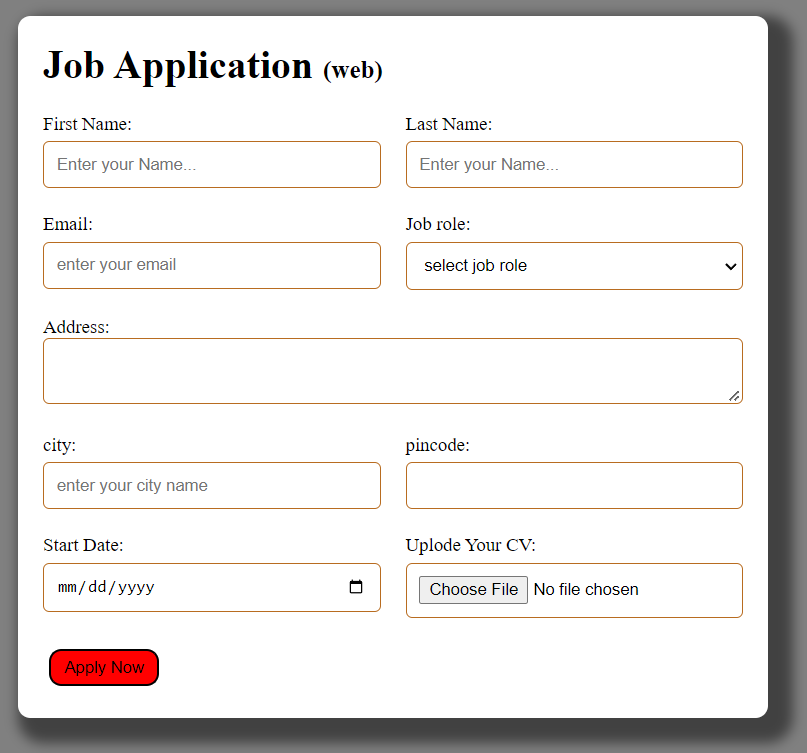 Job Application (web)
First Name: Last Name:
Enter your Name... Enter your Name...
Email: Job role:
enter your email select job role
Address:
city: pincode:
enter your city name
Start Date: Uplode Your CV:
mm/dd/yyyy Choose File No file chosen
Apply Now